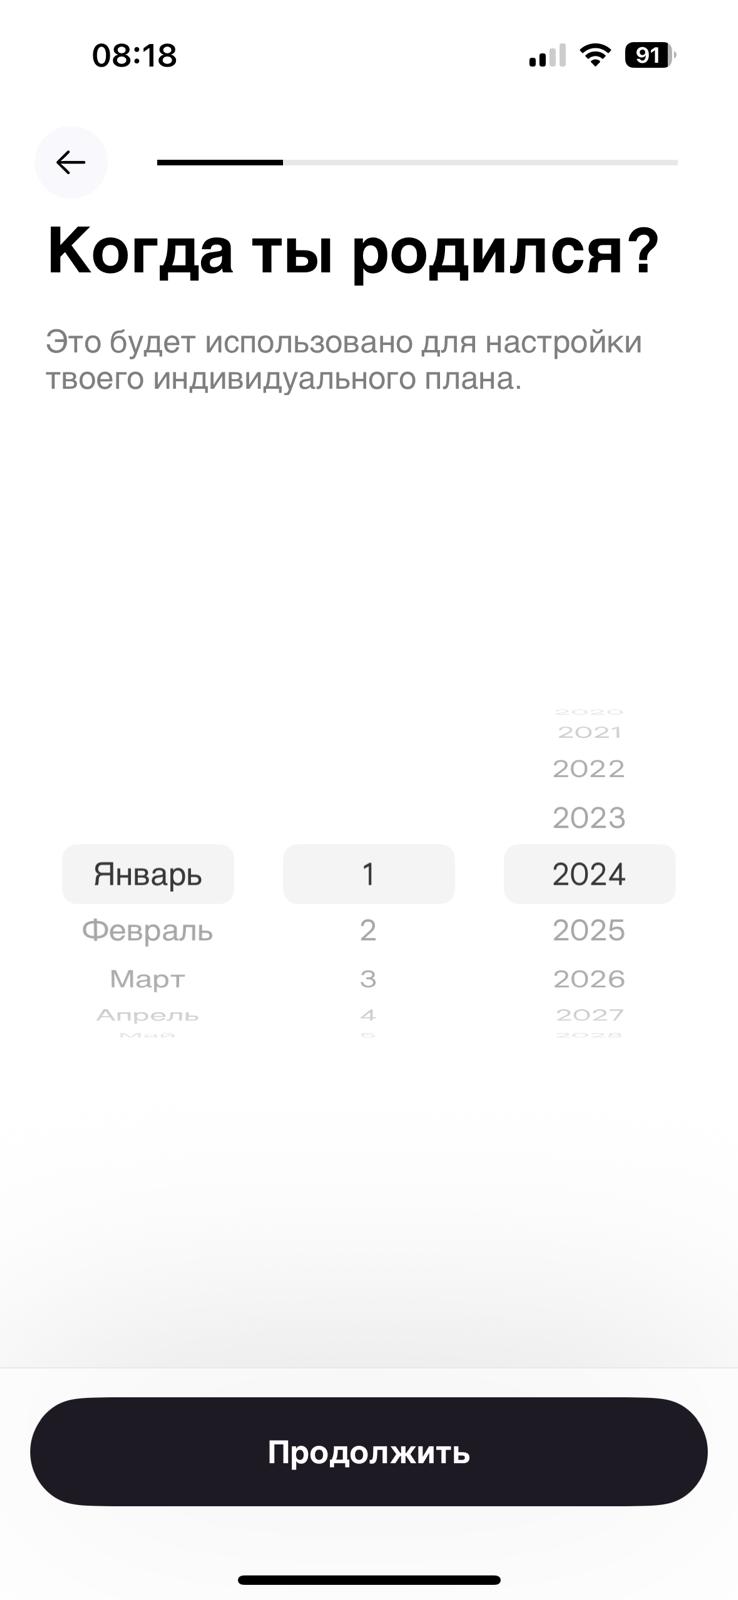 08:18
91
Когда ты родился?
Это будет использовано для настройки
твоего индивидуального плана.
2020
2021
2022
2023
Январь 1 2024
Февраль 2 2025
Март 3 2026
Апрель 4 2027
Май 5 2028
Продолжить